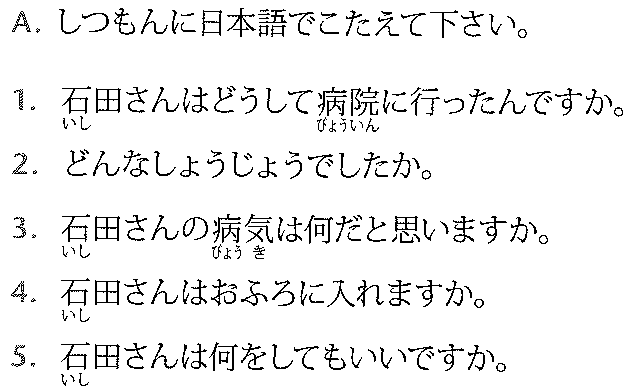 A. しつもんに日本語でこたえて下さい。
1. 石田さんはどうして病院に行ったんですか。
いし びょういん
2. どんなしょうじょうでしたか。
3. 石田さんの病気は何だと思いますか。
いし びょう き
4. 石田さんはおふろに入れますか。
いし
5. 石田さんは何をしてもいいですか。
いし